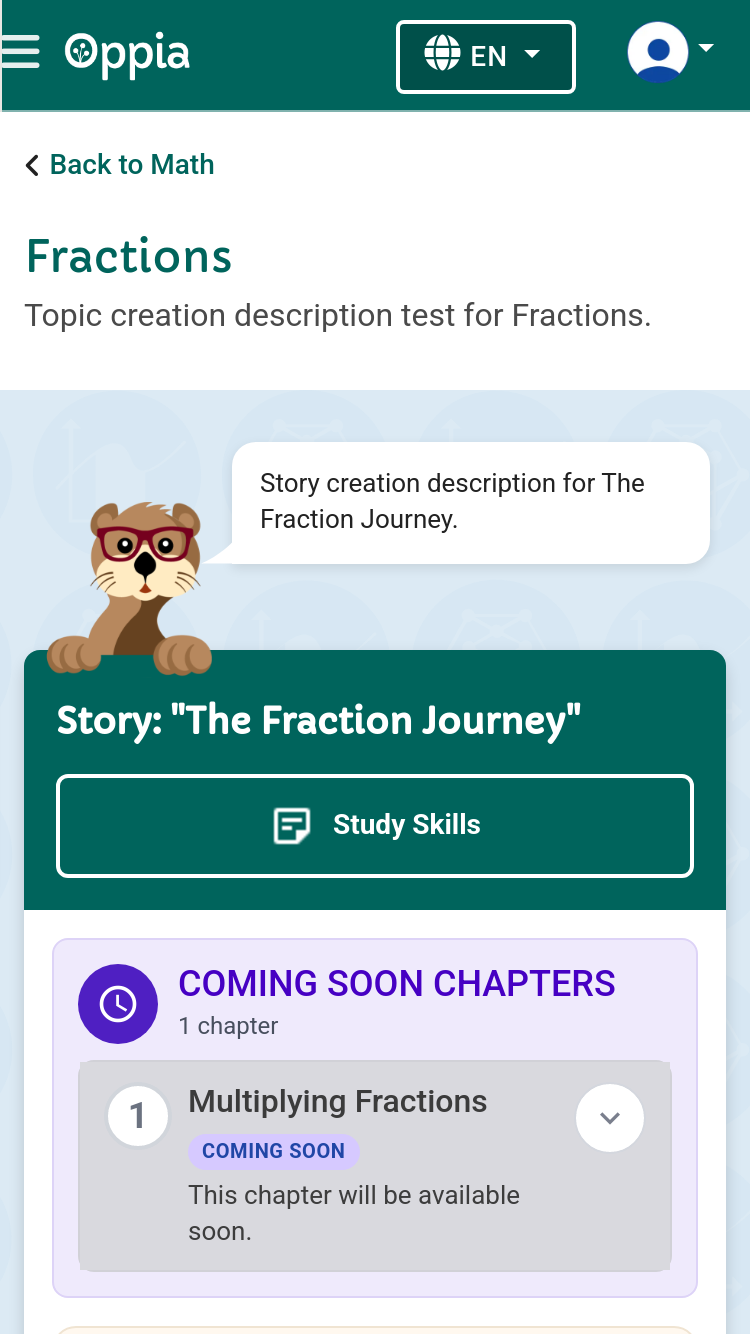 Oppia
EN
Back to Math
Fractions
Topic creation description test for Fractions.
Story creation description for The
Fraction Journey.
Story: "The Fraction Journey"
Study Skills
COMING SOON CHAPTERS
1 chapter
1
Multiplying Fractions
COMING SOON
This chapter will be available
soon.